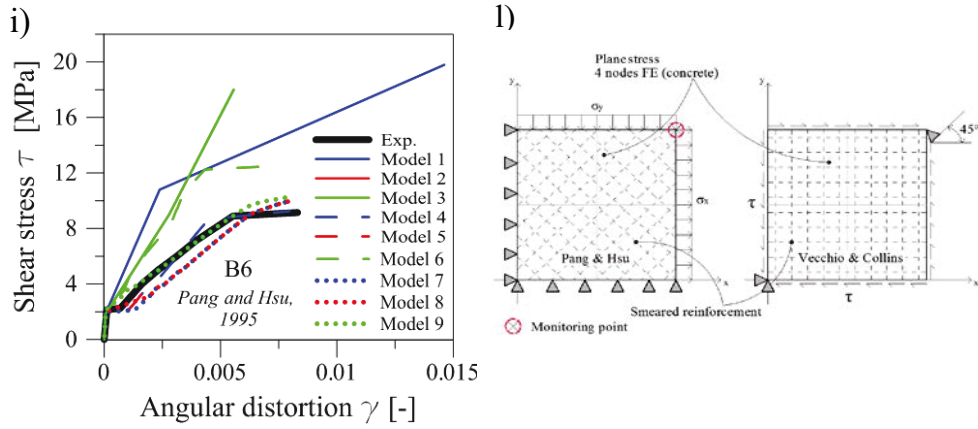 i)
Shear stress τ [MPa]
20
16
12
8
4
0
Exp.
Model 1
Model 2
Model 3
Model 4
Model 5
Model 6
Model 7
Model 8
Model 9
B6
Pang and Hsu,
1995
0
0.005
0.01
0.015
Angular distortion γ [-]
l)
Plane stress
4 nodes FE (concrete)
y
σy
y
45°
σx
τ
Pang & Hsu
Vecchio & Collins
x
x
τ
Smeared reinforcement
Monitoring point